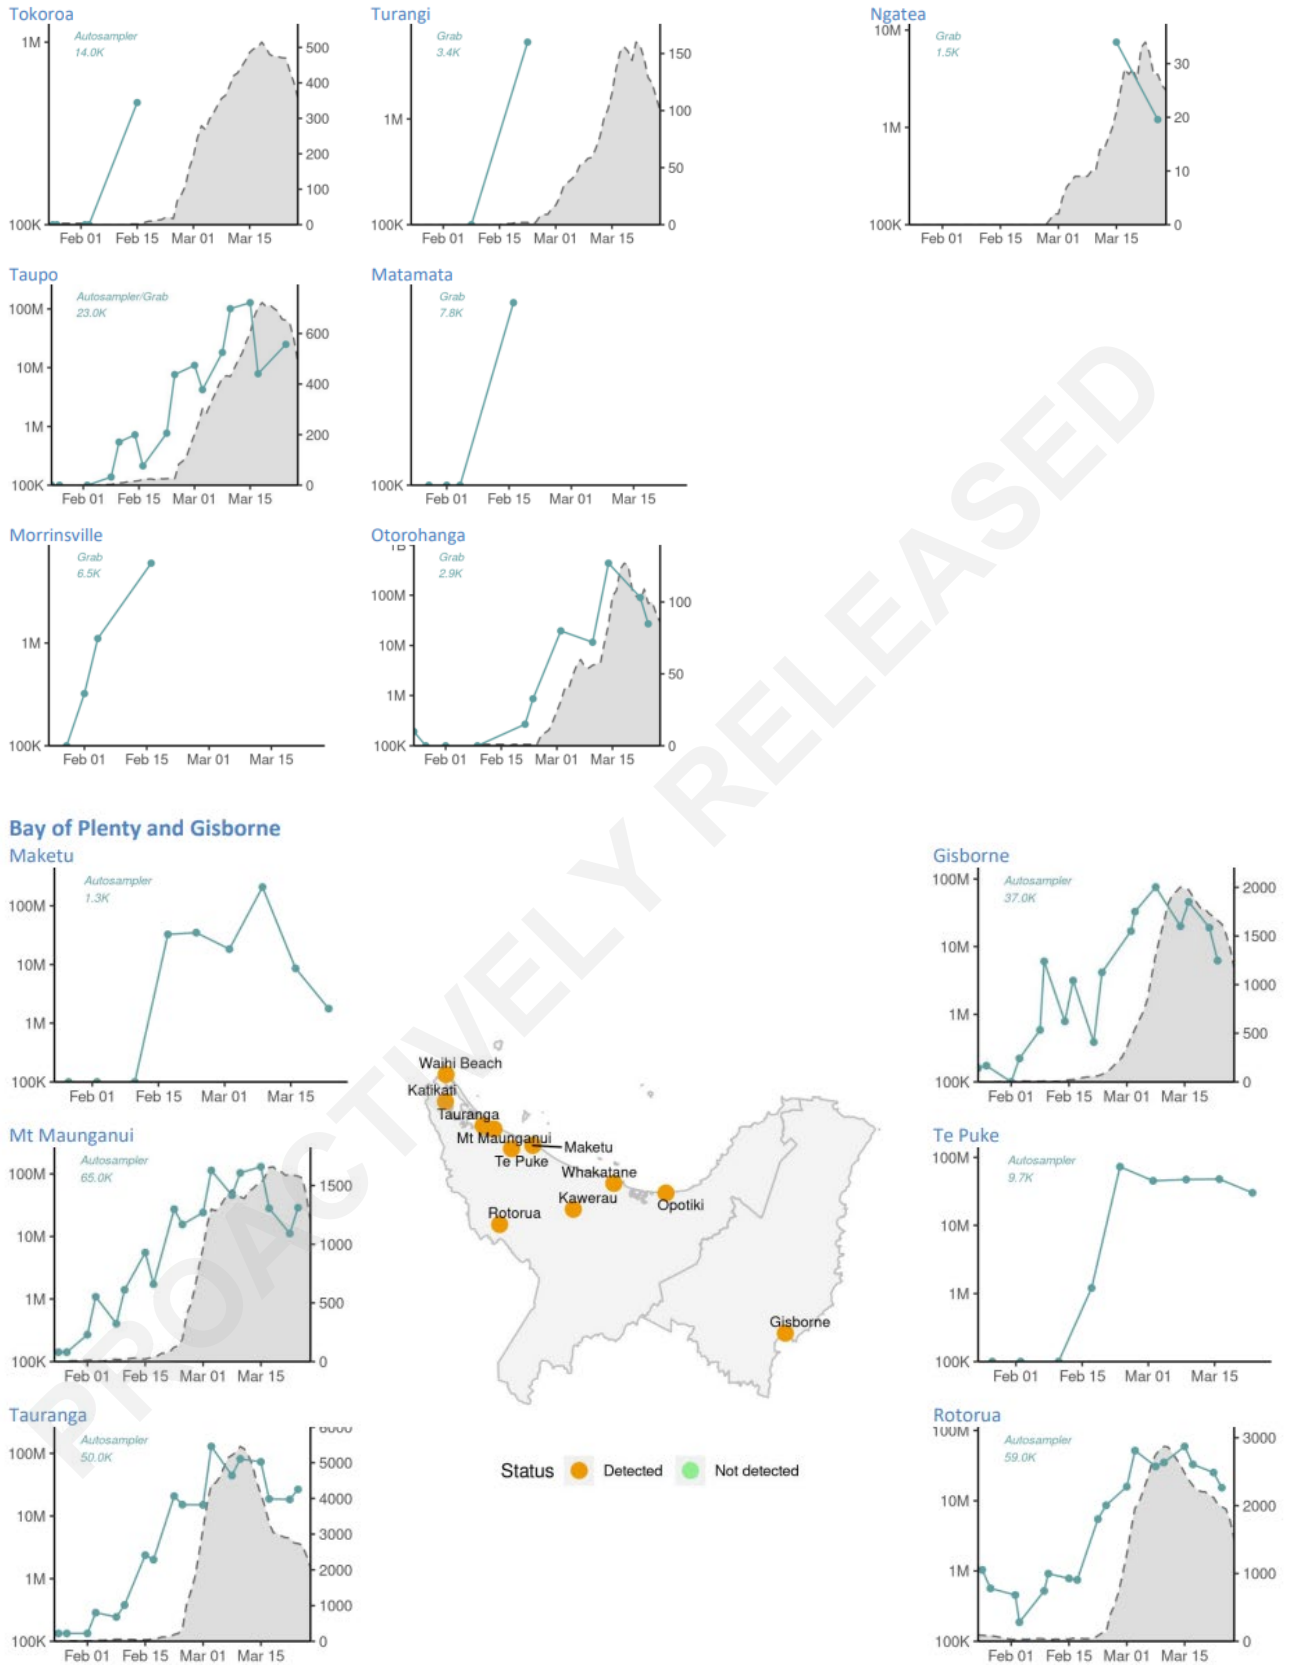 Tokoroa
Autosampler
14.0K
1M
100K
500
400
300
200
100
0
Feb 01 Feb 15 Mar 01 Mar 15
Turangi
Grab
3.4K
1M
100K
150
100
50
0
Feb 01 Feb 15 Mar 01 Mar 15
Ngatea
Grab
1.5K
10M
1M
100K
30
20
10
0
Feb 01 Feb 15 Mar 01 Mar 15
Taupo
Autosampler/Grab
23.0K
100M
10M
1M
100K
600
400
200
0
Feb 01 Feb 15 Mar 01 Mar 15
Matamata
Grab
7.8K
100K
Feb 01 Feb 15 Mar 01 Mar 15
Morrinsville
Grab
6.5K
1M
100K
Feb 01 Feb 15 Mar 01 Mar 15
Otorohanga
Grab
2.9K
1B
100M
10M
1M
100K
100
50
0
Feb 01 Feb 15 Mar 01 Mar 15
Bay of Plenty and Gisborne
Maketu
Autosampler
1.3K
100M
10M
1M
100K
Feb 01 Feb 15 Mar 01 Mar 15
Gisborne
Autosampler
37.0K
100M
10M
1M
100K
2000
1500
1000
500
0
Feb 01 Feb 15 Mar 01 Mar 15
Mt Maunganui
Autosampler
65.0K
100M
10M
1M
100K
1500
1000
500
0
Feb 01 Feb 15 Mar 01 Mar 15
Waihi Beach
Katikati
Tauranga
Mt Maunganui
Maketu
Te Puke
Whakatane
Kawerau
Opotiki
Rotorua
Gisborne
Status Detected Not detected
Te Puke
Autosampler
9.7K
100M
10M
1M
100K
Feb 01 Feb 15 Mar 01 Mar 15
Tauranga
Autosampler
50.0K
100M
10M
1M
100K
6000
5000
4000
3000
2000
1000
0
Feb 01 Feb 15 Mar 01 Mar 15
Rotorua
Autosampler
59.0K
100M
10M
1M
100K
3000
2000
1000
0
Feb 01 Feb 15 Mar 01 Mar 15
PROACTIVELY RELEASED